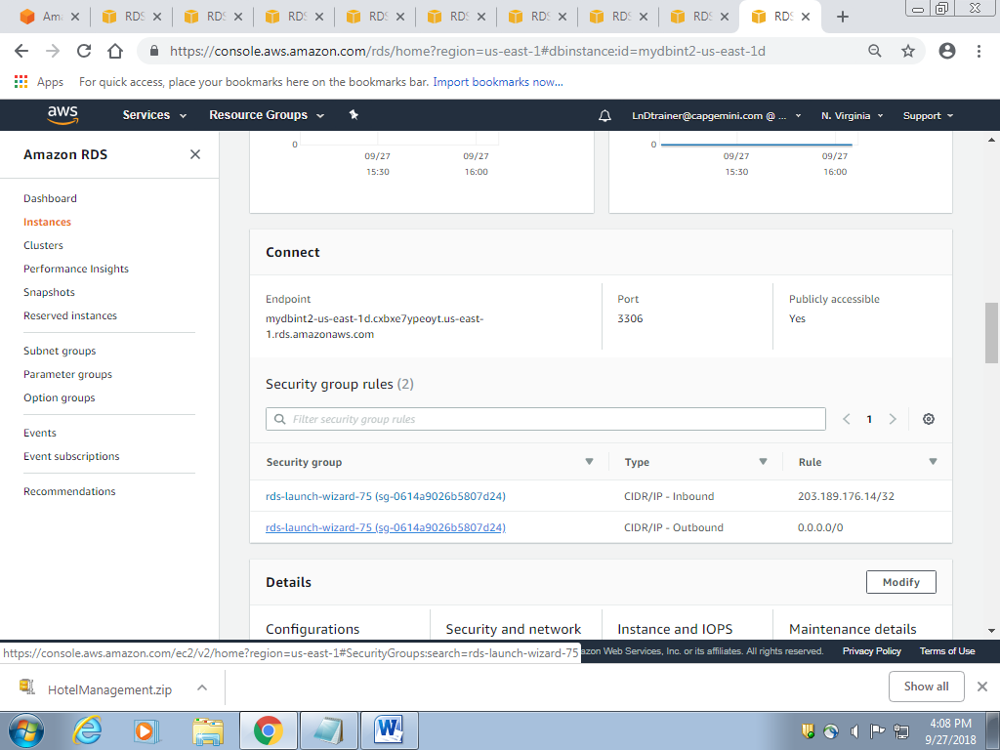 Am
RDS
RDS
RDS
RDS
RDS
RDS
RDS
RDS
RDS
https://console.aws.amazon.com/rds/home?region=us-east-1#dbinstance:id=mydbint2-us-east-1d
Apps For quick access, place your bookmarks here on the bookmarks bar. Import bookmarks now...
aws Services Resource Groups LnDtrainer@capgemini.com @ ... N. Virginia Support
Amazon RDS
Dashboard
Instances
Clusters
Performance Insights
Snapshots
Reserved instances
Subnet groups
Parameter groups
Option groups
Events
Event subscriptions
Recommendations
0
09/27 09/27
15:30 16:00
0
09/27 09/27
15:30 16:00
Connect
Endpoint
mydbint2-us-east-1d.cxbxe7ypeoyt.us-east-
1.rds.amazonaws.com
Port
3306
Publicly accessible
Yes
Security group rules (2)
Filter security group rules
1
Security group Type Rule
rds-launch-wizard-75 (sg-0614a9026b5807d24) CIDR/IP - Inbound 203.189.176.14/32
rds-launch-wizard-75 (sg-0614a9026b5807d24) CIDR/IP - Outbound 0.0.0.0/0
Details Modify
Configurations Security and network Instance and IOPS Maintenance details
https://console.aws.amazon.com/ec2/v2/home?region=us-east-1#SecurityGroups:search=rds-launch-wizard-75
azon Web Services, Inc. or its affiliates. All rights reserved. Privacy Policy Terms of Use
HotelManagement.zip Show all
W
4:08 PM
9/27/2018